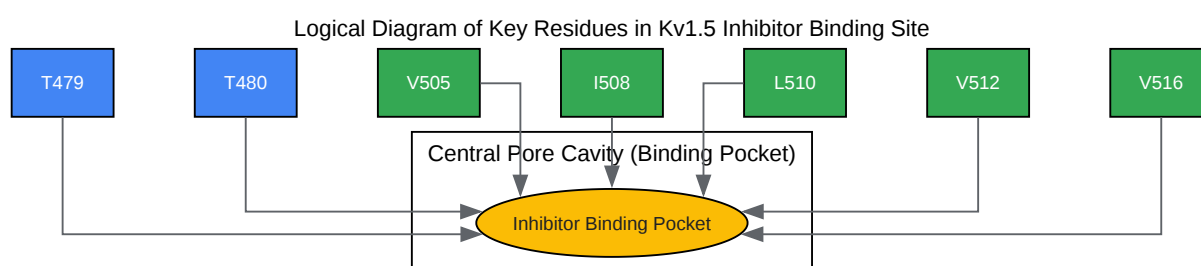 Logical Diagram of Key Residues in Kv1.5 Inhibitor Binding Site
T479
T480
V505
I508
L510
V512
V516
Central Pore Cavity (Binding Pocket)
Inhibitor Binding Pocket